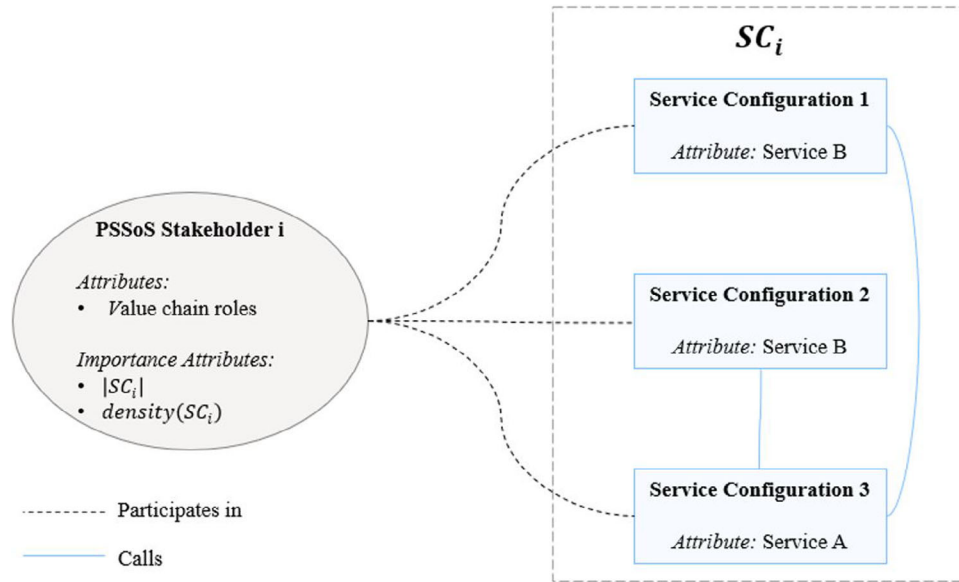 SCᵢ
Service Configuration 1
Attribute: Service B
PSSoS Stakeholder i
Attributes:
• Value chain roles
Importance Attributes:
• |SCᵢ|
• density(SCᵢ)
Service Configuration 2
Attribute: Service B
Service Configuration 3
Attribute: Service A
Participates in
Calls